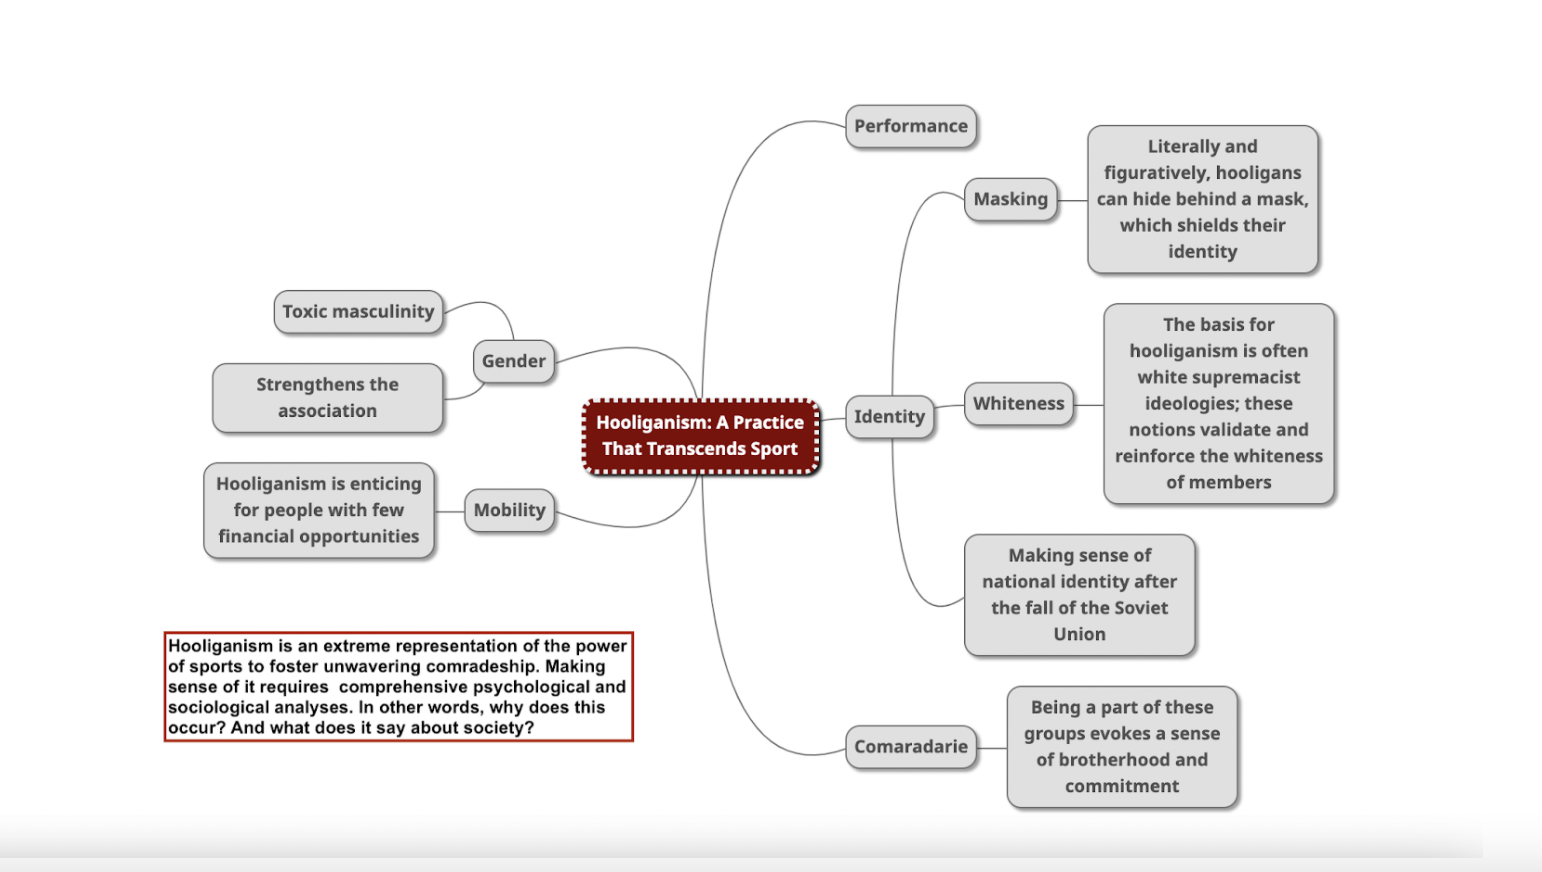 Performance
Literally and
figuratively, hooligans
can hide behind a mask,
which shields their
identity
Masking
Toxic masculinity
Gender
Strengthens the
association
The basis for
hooliganism is often
white supremacist
ideologies; these
notions validate and
reinforce the whiteness
of members
Whiteness
Identity
Hooliganism: A Practice
That Transcends Sport
Hooliganism is enticing
for people with few
financial opportunities
Mobility
Making sense of
national identity after
the fall of the Soviet
Union
Hooliganism is an extreme representation of the power
of sports to foster unwavering comradeship. Making
sense of it requires  comprehensive psychological and
sociological analyses. In other words, why does this
occur? And what does it say about society?
Comaradarie
Being a part of these
groups evokes a sense
of brotherhood and
commitment